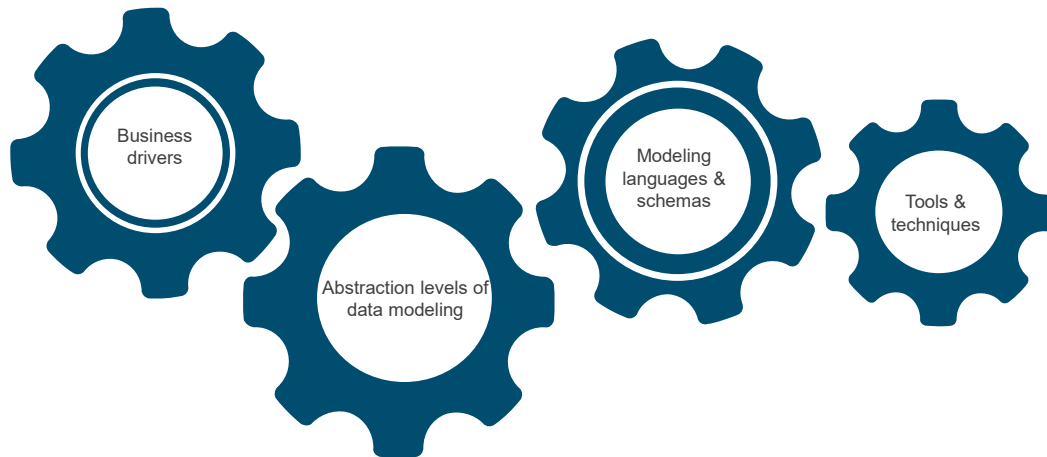 Business
drivers
Abstraction levels of
data modeling
Modeling
languages &
schemas
Tools &
techniques